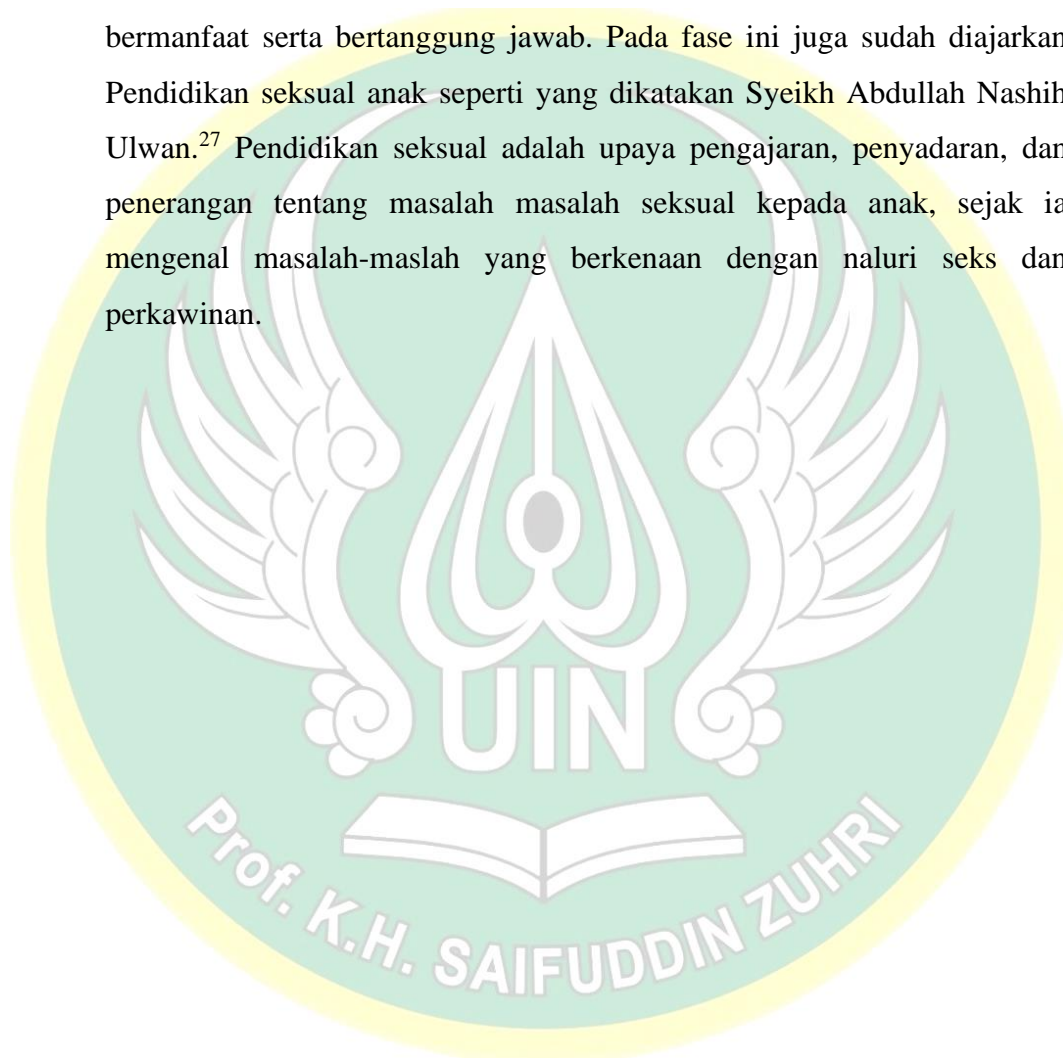 bermanfaat serta bertanggung jawab. Pada fase ini juga sudah diajarkan
Pendidikan seksual anak seperti yang dikatakan Syeikh Abdullah Nashih
Ulwan.27 Pendidikan seksual adalah upaya pengajaran, penyadaran, dan
penerangan tentang masalah masalah seksual kepada anak, sejak ia
mengenal masalah-maslah yang berkenaan dengan naluri seks dan
perkawinan.
UIN
Prof. K.H. SAIFUDDIN ZUHRI